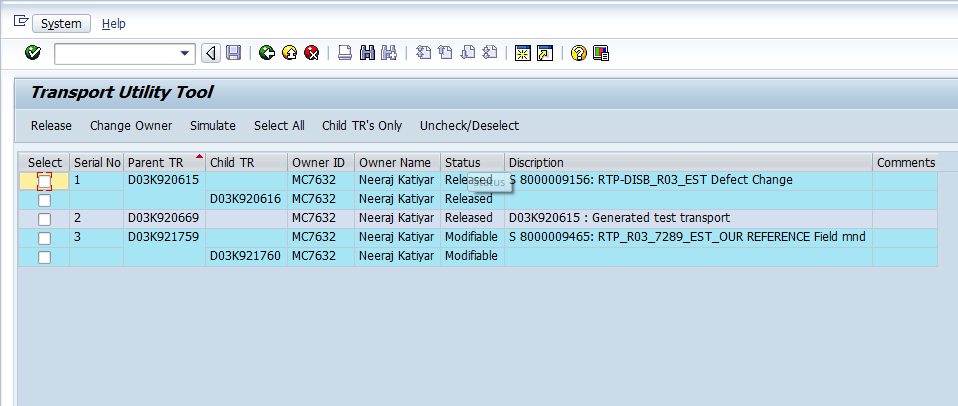 System Help
Transport Utility Tool
Release Change Owner Simulate Select All Child TR's Only Uncheck/Deselect
Select Serial No Parent TR Child TR Owner ID Owner Name Status Discription Comments
1 D03K920615 MC7632 Neeraj Katiyar Released S 8000009156: RTP-DISB_R03_EST Defect Change
Status
D03K920616 MC7632 Neeraj Katiyar Released
2 D03K920669 MC7632 Neeraj Katiyar Released D03K920615 : Generated test transport
3 D03K921759 MC7632 Neeraj Katiyar Modifiable S 8000009465: RTP_R03_7289_EST_OUR REFERENCE Field mnd
D03K921760 MC7632 Neeraj Katiyar Modifiable